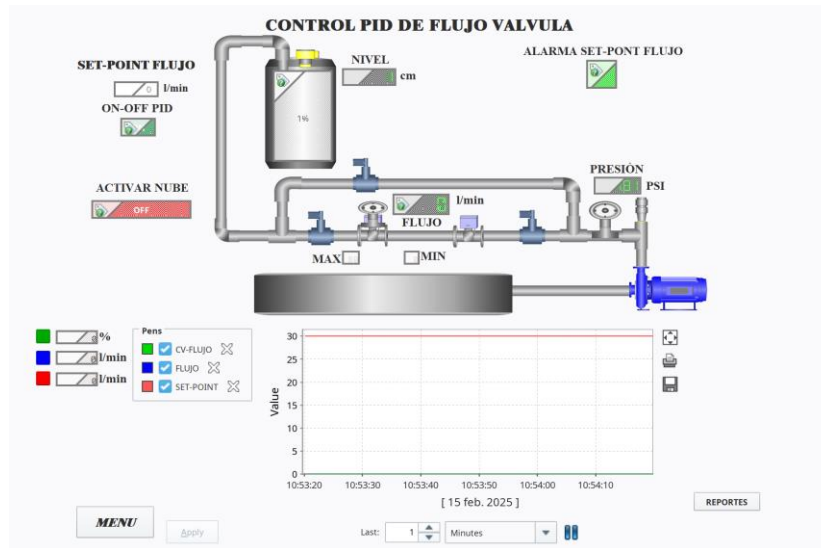 CONTROL PID DE FLUJO VALVULA
SET-POINT FLUJO
0 l/min
ON-OFF PID
NIVEL
cm
ALARMA SET-PONT FLUJO
1%
PRESIÒN
PSI
ACTIVAR NUBE
OFF
l/min
FLUJO
MAX
MIN
%
l/min
l/min
Pens
CV-FLUJO
FLUJO
SET-POINT
Value
30
25
20
15
10
5
0
10:53:20 10:53:30 10:53:40 10:53:50 10:54:00 10:54:10
[ 15 feb. 2025 ]
REPORTES
MENU
Apply
Last: 1 Minutes